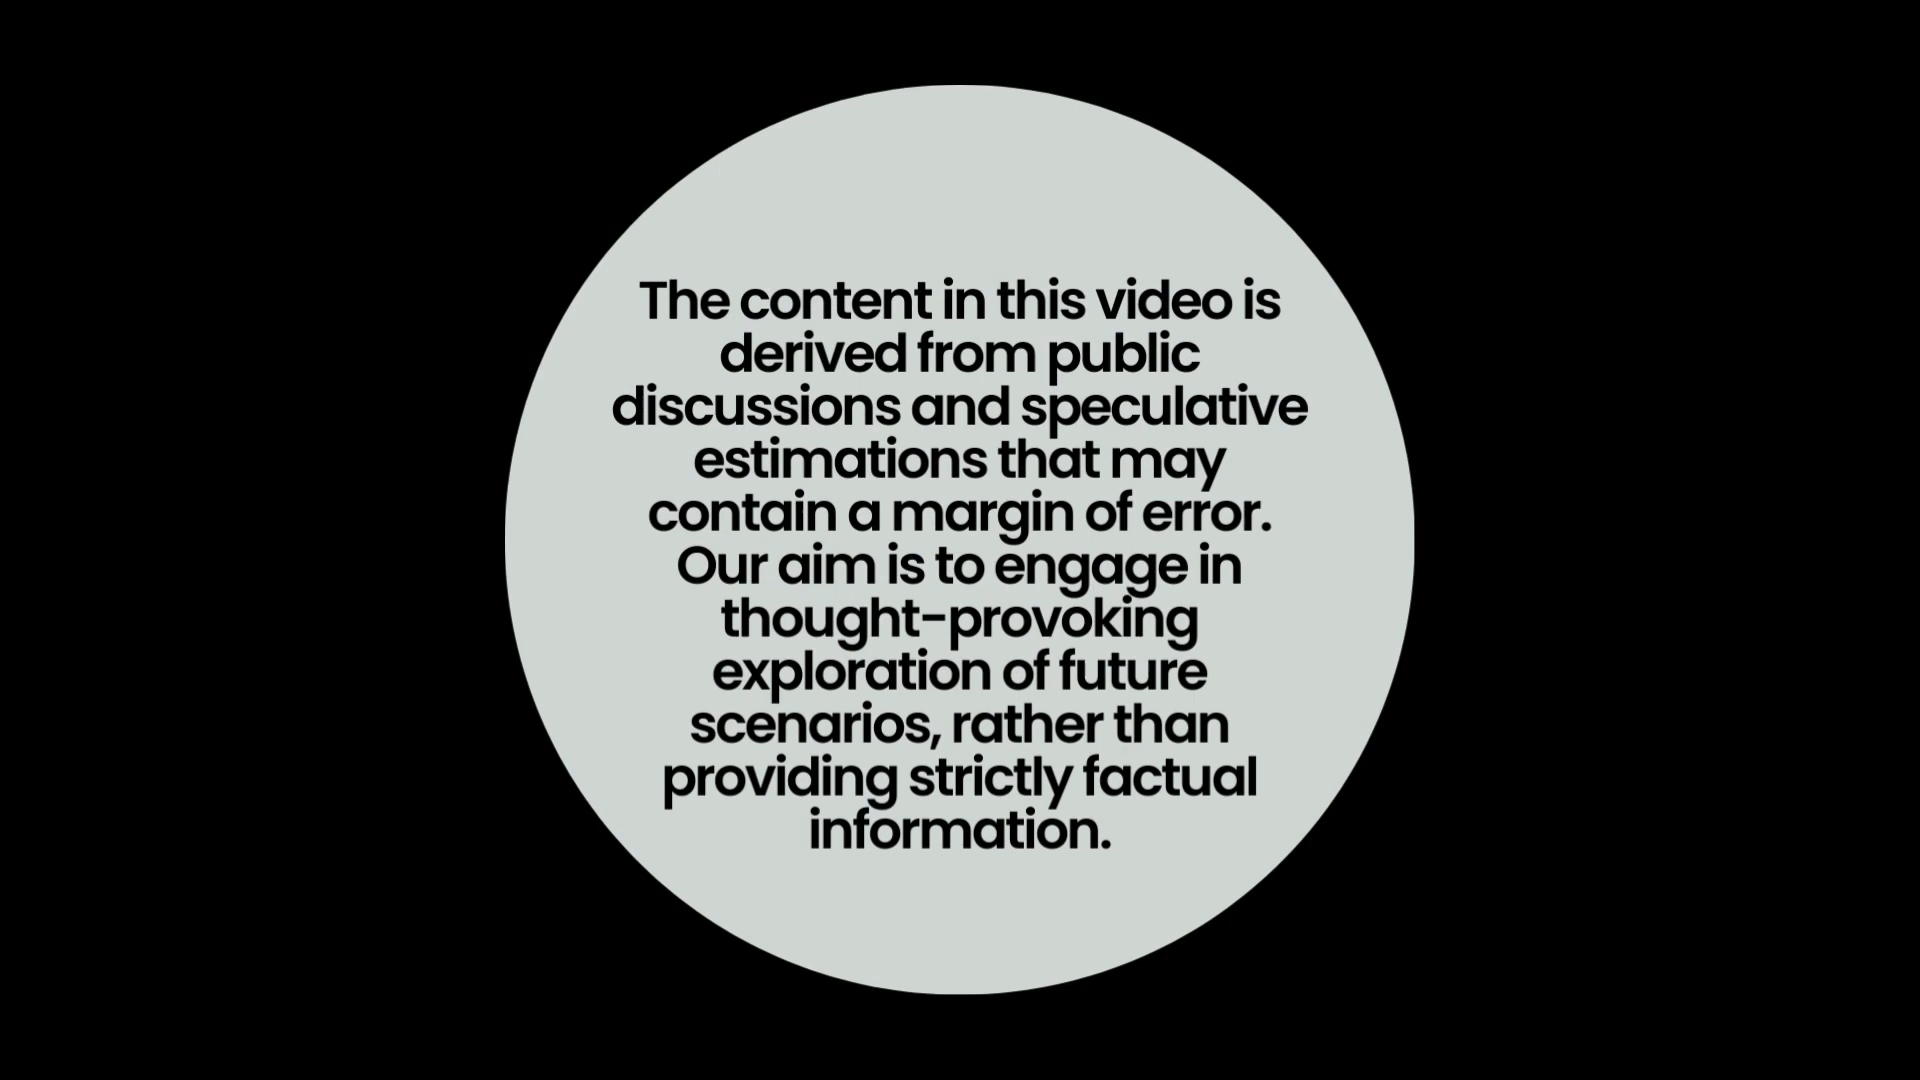 The content in this video is
derived from public
discussions and speculative
estimations that may
contain a margin of error.
Our aim is to engage in
thought-provoking
exploration of future
scenarios, rather than
providing strictly factual
information.